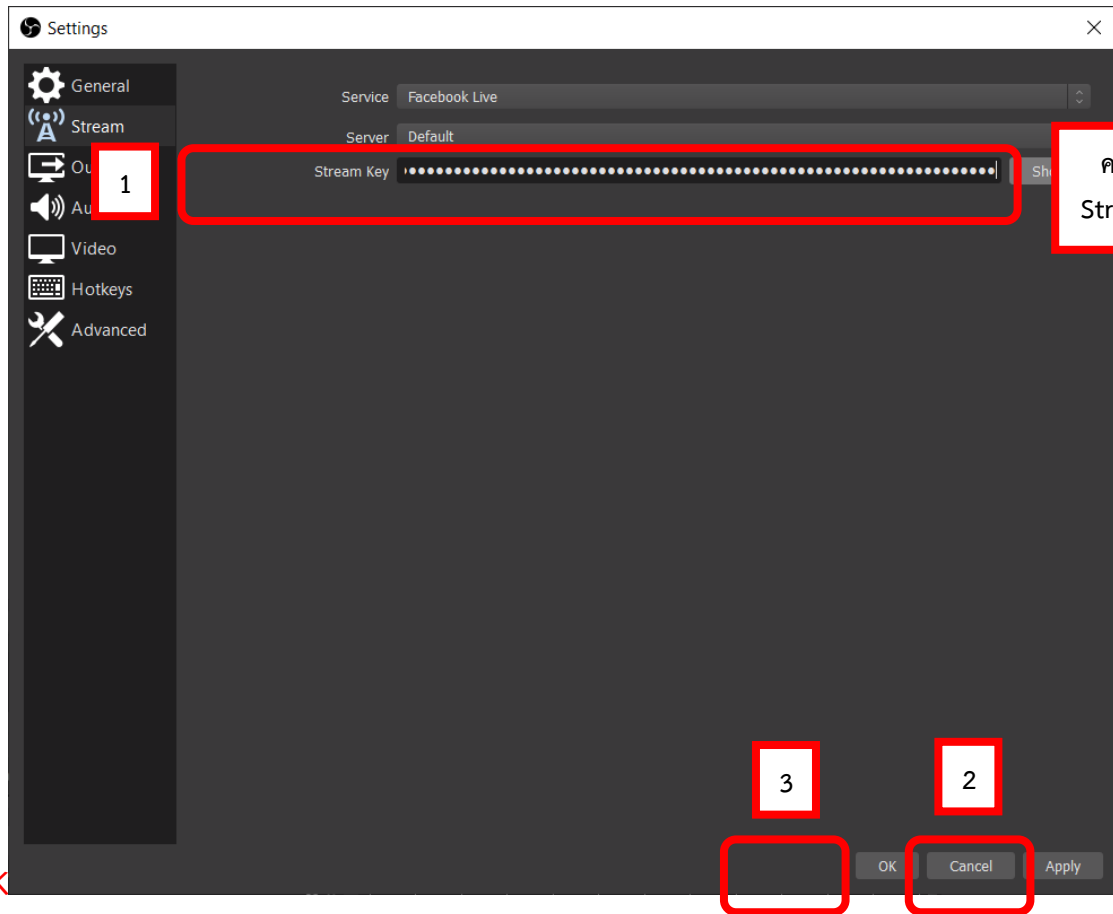 Settings
General
Service Facebook Live
Stream
Server Default
Stream Key
1
Video
Hotkeys
Advanced
3
2
OK Cancel Apply